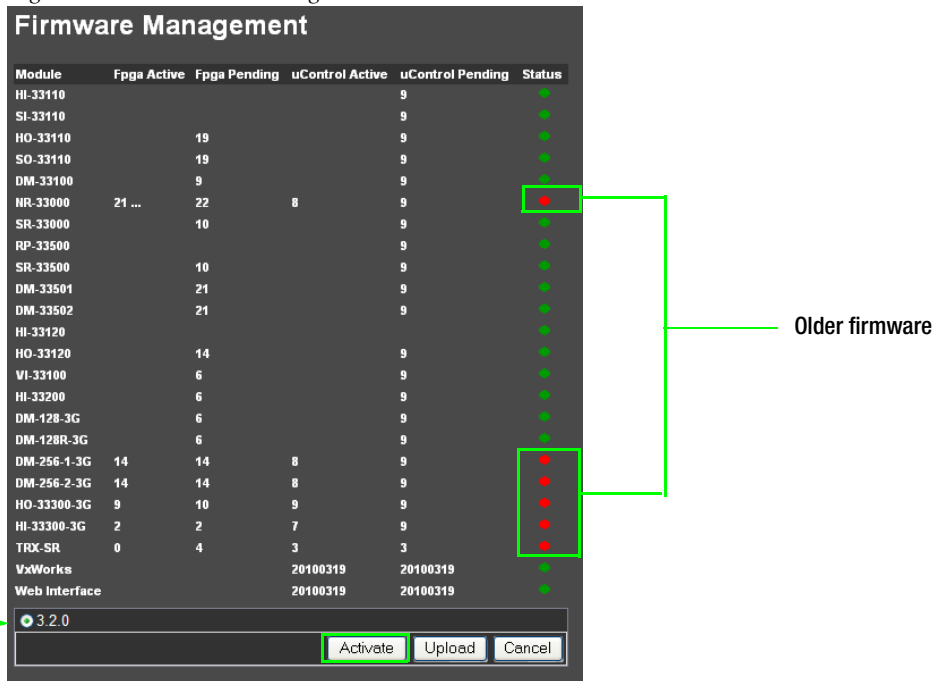 Firmware Management
Module Fpga Active Fpga Pending uControl Active uControl Pending Status
HI-33110 9
SI-33110 9
HO-33110 19 9
SO-33110 19 9
DM-33100 9 9
NR-33000 21 ... 22 8 9
SR-33000 10 9
RP-33500 9
SR-33500 10 9
DM-33501 21 9
DM-33502 21 9
HI-33120
HO-33120 14 9
VI-33100 6 9
HI-33200 6 9
DM-128-3G 6 9
DM-128R-3G 6 9
DM-256-1-3G 14 14 8 9
DM-256-2-3G 14 14 8 9
HO-33300-3G 9 10 9 9
HI-33300-3G 2 2 7 9
TRX-SR 0 4 3 3
VxWorks 20100319 20100319
Web Interface 20100319 20100319
Older firmware
3.2.0
Activate Upload Cancel